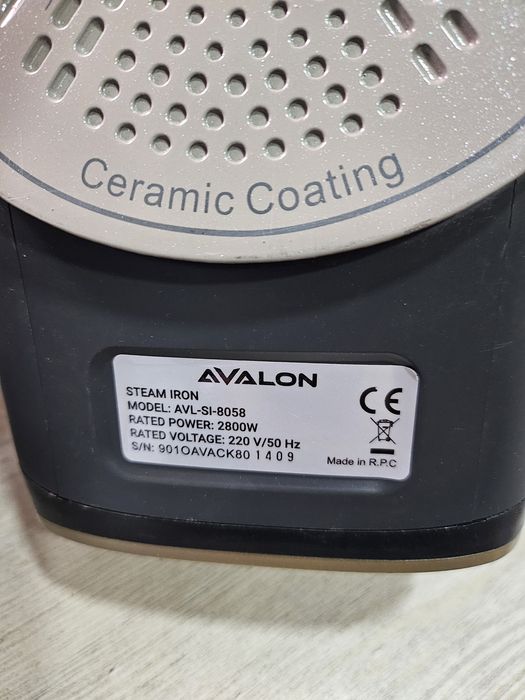 Ceramic Coating
AVALON
STEAM IRON
MODEL: AVL-SI-8058
RATED POWER: 2800W
RATED VOLTAGE: 220 V/50 Hz
S/N: 901OAVACK80 1409
CE
Made in R.P.C